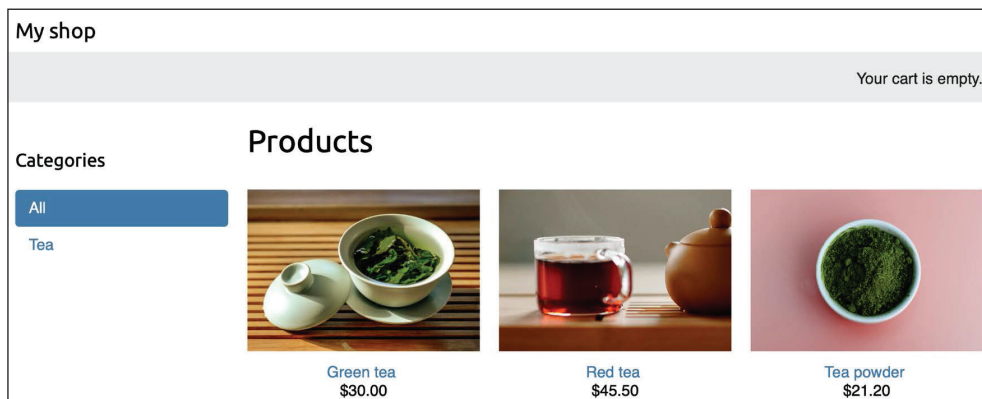 My shop
Your cart is empty.
Categories
All
Tea
Products
Green tea
$30.00
Red tea
$45.50
Tea powder
$21.20